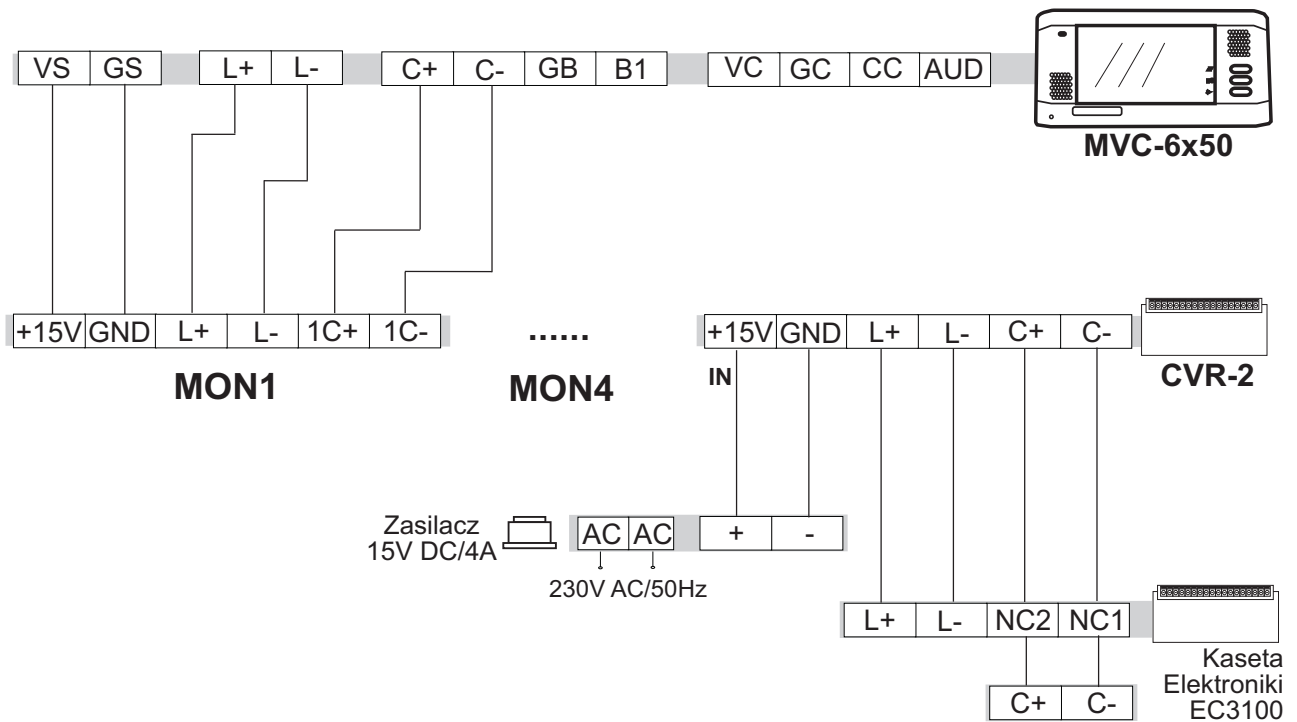 VS GS L+ L- C+ C- GB B1 VC GC CC AUD
MVC-6x50
+15V GND L+ L- 1C+ 1C- ...... +15V GND L+ L- C+ C-
MON1 MON4 IN CVR-2
Zasilacz
15V DC/4A
AC AC + -
230V AC/50Hz
L+ L- NC2 NC1
Kaseta
Elektroniki
EC3100
C+ C-